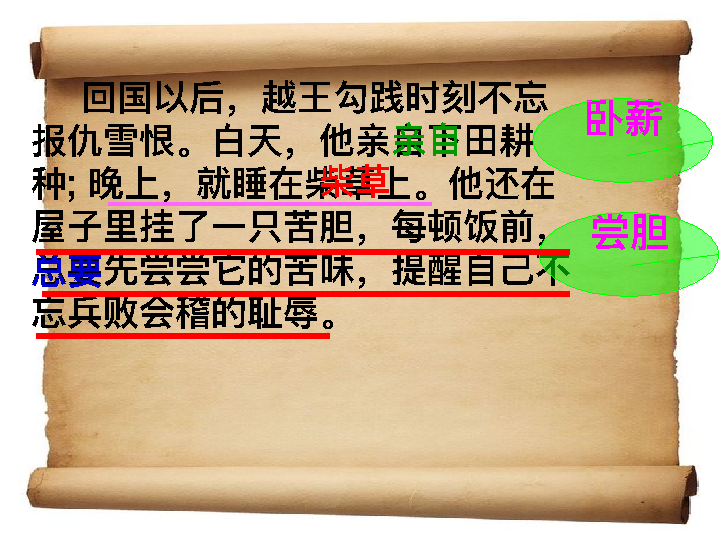 回国以后，越王勾践时刻不忘
报仇雪恨。白天，他亲自下田耕
种; 晚上，就睡在柴草上。他还在
屋子里挂了一只苦胆，每顿饭前，
总要先尝尝它的苦味，提醒自己不
忘兵败会稽的耻辱。
卧薪
尝胆